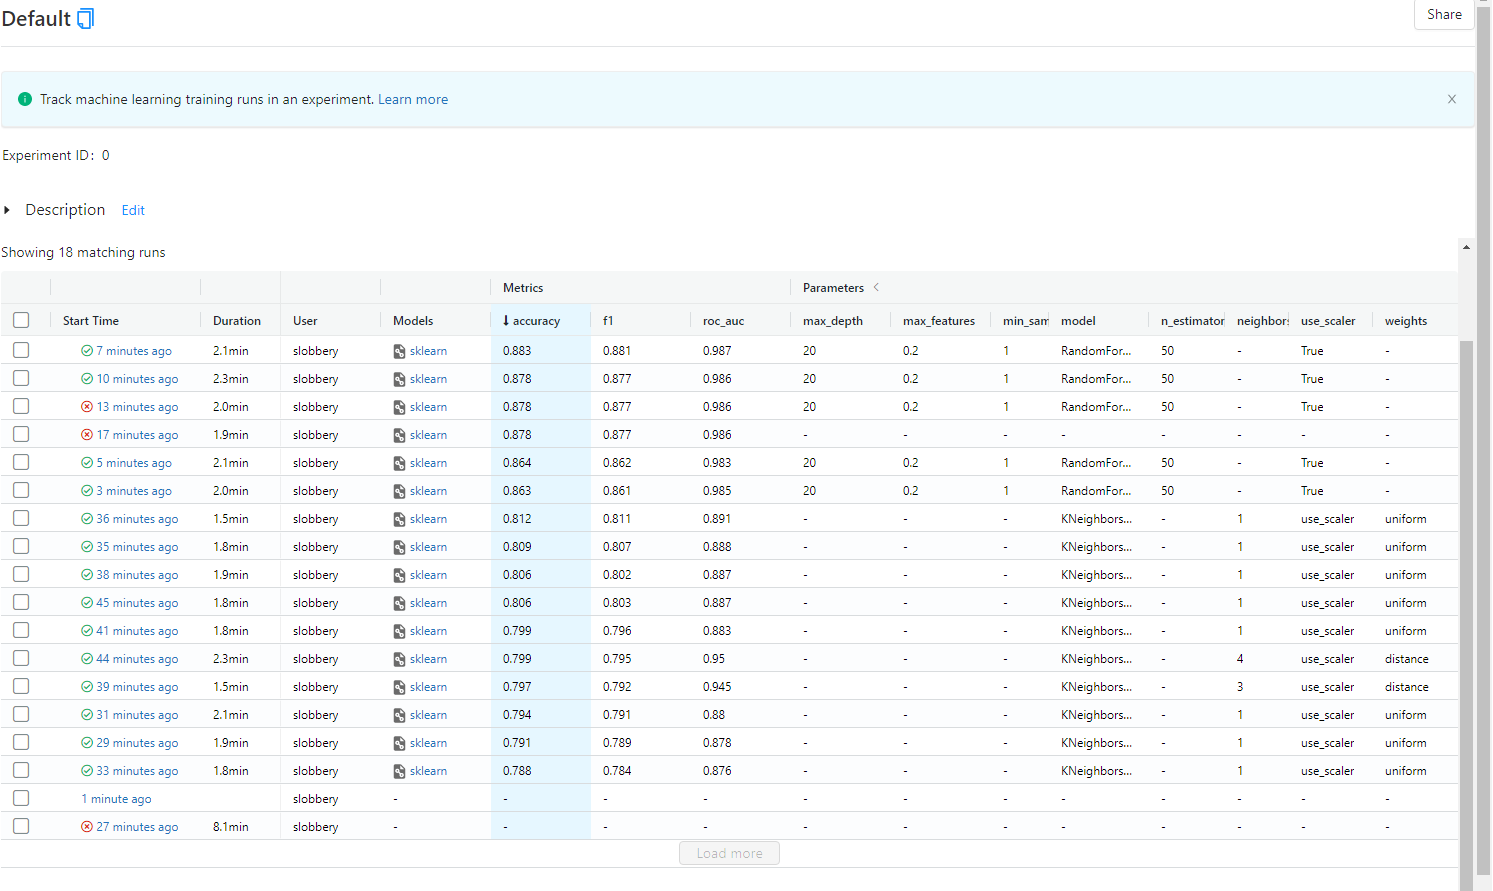 Default
Share
Track machine learning training runs in an experiment. Learn more
Experiment ID: 0
Description Edit
Showing 18 matching runs
Metrics Parameters
Start Time Duration User Models ↓ accuracy f1 roc_auc max_depth max_features min_sam model n_estimator neighbors use_scaler weights
7 minutes ago 2.1min slobbery sklearn 0.883 0.881 0.987 20 0.2 1 RandomFor... 50 - True -
10 minutes ago 2.3min slobbery sklearn 0.878 0.877 0.986 20 0.2 1 RandomFor... 50 - True -
13 minutes ago 2.0min slobbery sklearn 0.878 0.877 0.986 20 0.2 1 RandomFor... 50 - True -
17 minutes ago 1.9min slobbery sklearn 0.878 0.877 0.986 - - - - - - - -
5 minutes ago 2.1min slobbery sklearn 0.864 0.862 0.983 20 0.2 1 RandomFor... 50 - True -
3 minutes ago 2.0min slobbery sklearn 0.863 0.861 0.985 20 0.2 1 RandomFor... 50 - True -
36 minutes ago 1.5min slobbery sklearn 0.812 0.811 0.891 - - - KNeighbors... - 1 use_scaler uniform
35 minutes ago 1.8min slobbery sklearn 0.809 0.807 0.888 - - - KNeighbors... - 1 use_scaler uniform
38 minutes ago 1.9min slobbery sklearn 0.806 0.802 0.887 - - - KNeighbors... - 1 use_scaler uniform
45 minutes ago 1.8min slobbery sklearn 0.806 0.803 0.887 - - - KNeighbors... - 1 use_scaler uniform
41 minutes ago 1.8min slobbery sklearn 0.799 0.796 0.883 - - - KNeighbors... - 1 use_scaler uniform
44 minutes ago 2.3min slobbery sklearn 0.799 0.795 0.95 - - - KNeighbors... - 4 use_scaler distance
39 minutes ago 1.5min slobbery sklearn 0.797 0.792 0.945 - - - KNeighbors... - 3 use_scaler distance
31 minutes ago 2.1min slobbery sklearn 0.794 0.791 0.88 - - - KNeighbors... - 1 use_scaler uniform
29 minutes ago 1.9min slobbery sklearn 0.791 0.789 0.878 - - - KNeighbors... - 1 use_scaler uniform
33 minutes ago 1.8min slobbery sklearn 0.788 0.784 0.876 - - - KNeighbors... - 1 use_scaler uniform
1 minute ago slobbery - - - - - - - - - - - -
27 minutes ago 8.1min slobbery - - - - - - - - - - - -
Load more